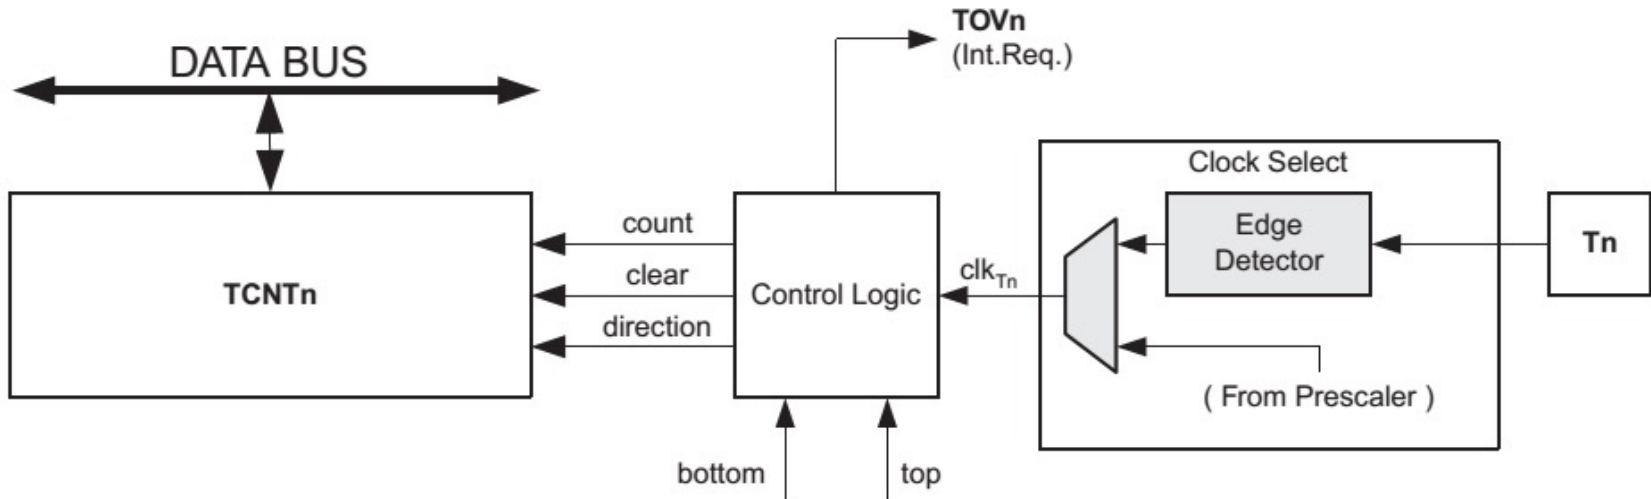 TOVn
(Int.Req.)
DATA BUS
Clock Select
count
Edge
Detector
Tn
TCNTn
clear
Control Logic
clkTn
direction
( From Prescaler )
bottom
top